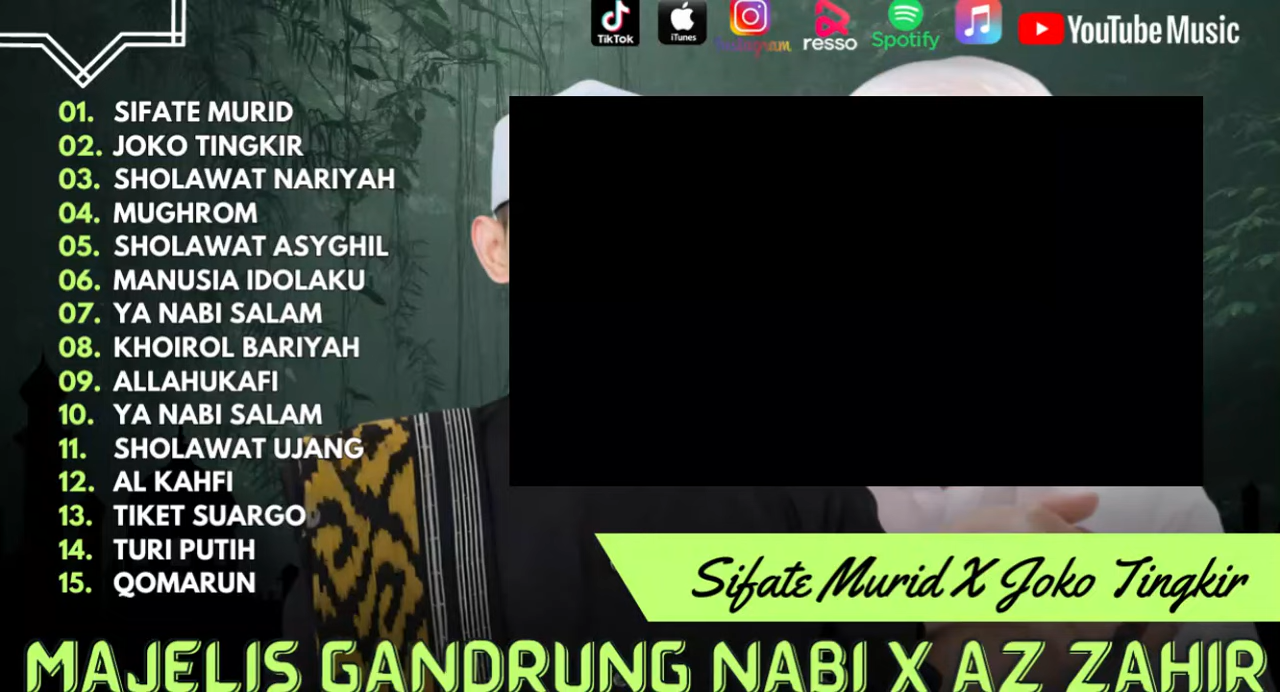 TikTok iTunes Instagram resso Spotify YouTube Music
01. SIFATE MURID
02. JOKO TINGKIR
03. SHOLAWAT NARIYAH
04. MUGHROM
05. SHOLAWAT ASYGHIL
06. MANUSIA IDOLAKU
07. YA NABI SALAM
08. KHOIROL BARIYAH
09. ALLAHUKAFI
10. YA NABI SALAM
11. SHOLAWAT UJANG
12. AL KAHFI
13. TIKET SUARGO
14. TURI PUTIH
15. QOMARUN
Sifate Murid X Joko Tingkir
MAJELIS GANDRUNG NABI X AZ ZAHIR